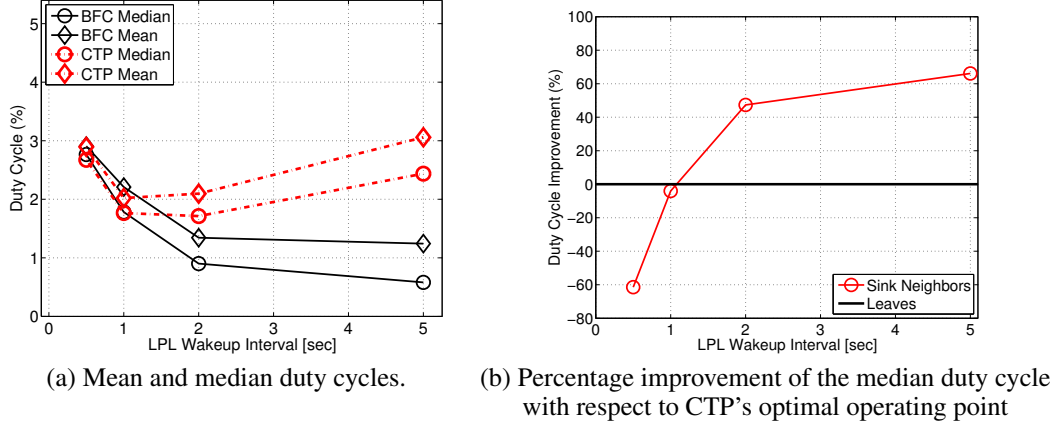 BFC Median
BFC Mean
CTP Median
CTP Mean
5
4
3
2
1
0
Duty Cycle (%)
0 1 2 3 4 5
LPL Wakeup Interval [sec]
(a) Mean and median duty cycles.
100
80
60
40
20
0
−20
−40
−60
−80
Duty Cycle Improvement (%)
Sink Neighbors
Leaves
0 1 2 3 4 5
LPL Wakeup Interval [sec]
(b) Percentage improvement of the median duty cycle
with respect to CTP's optimal operating point